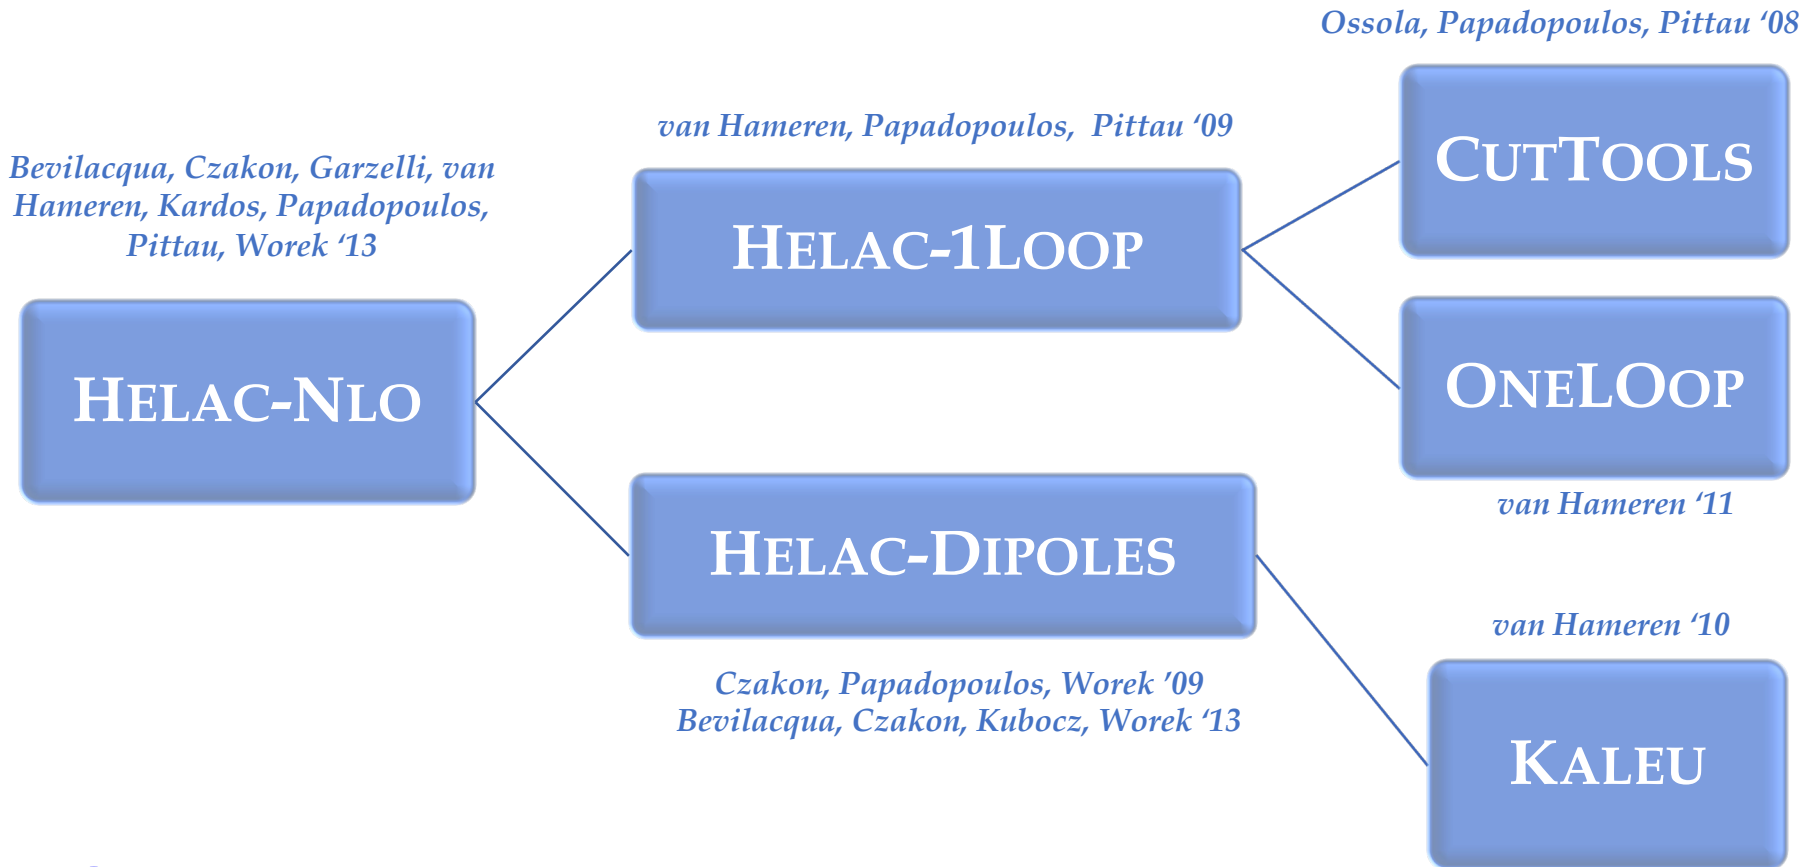 Ossola, Papadopoulos, Pittau ‘08
CUTTOOLS
van Hameren, Papadopoulos, Pittau ‘09
HELAC-1LOOP
Bevilacqua, Czakon, Garzelli, van
Hameren, Kardos, Papadopoulos,
Pittau, Worek ‘13
HELAC-NLO
ONELOOP
van Hameren ‘11
HELAC-DIPOLES
Czakon, Papadopoulos, Worek ’09
Bevilacqua, Czakon, Kubocz, Worek ‘13
van Hameren ‘10
KALEU